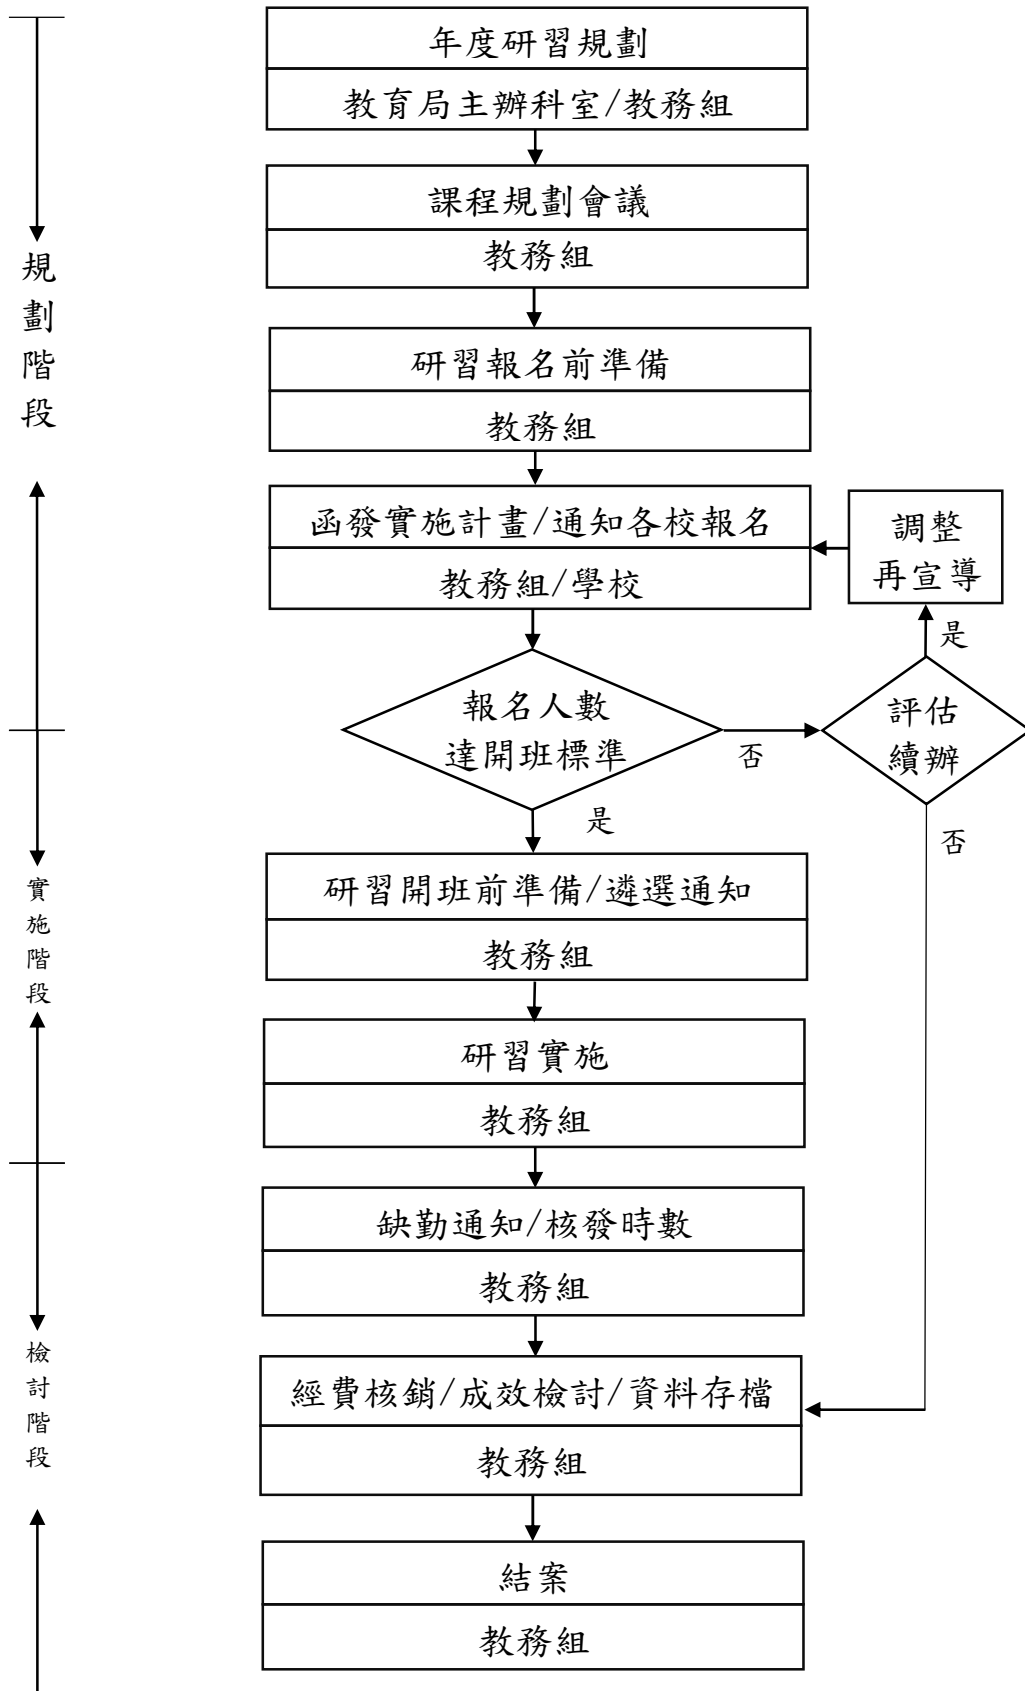 年度研習規劃
教育局主辦科室/教務組
課程規劃會議
教務組
規劃階段
研習報名前準備
教務組
函發實施計畫/通知各校報名
教務組/學校
調整
再宣導
是
報名人數
達開班標準
否
評估
續辦
是
否
研習開班前準備/遴選通知
教務組
實施階段
研習實施
教務組
缺勤通知/核發時數
教務組
檢討階段
經費核銷/成效檢討/資料存檔
教務組
結案
教務組